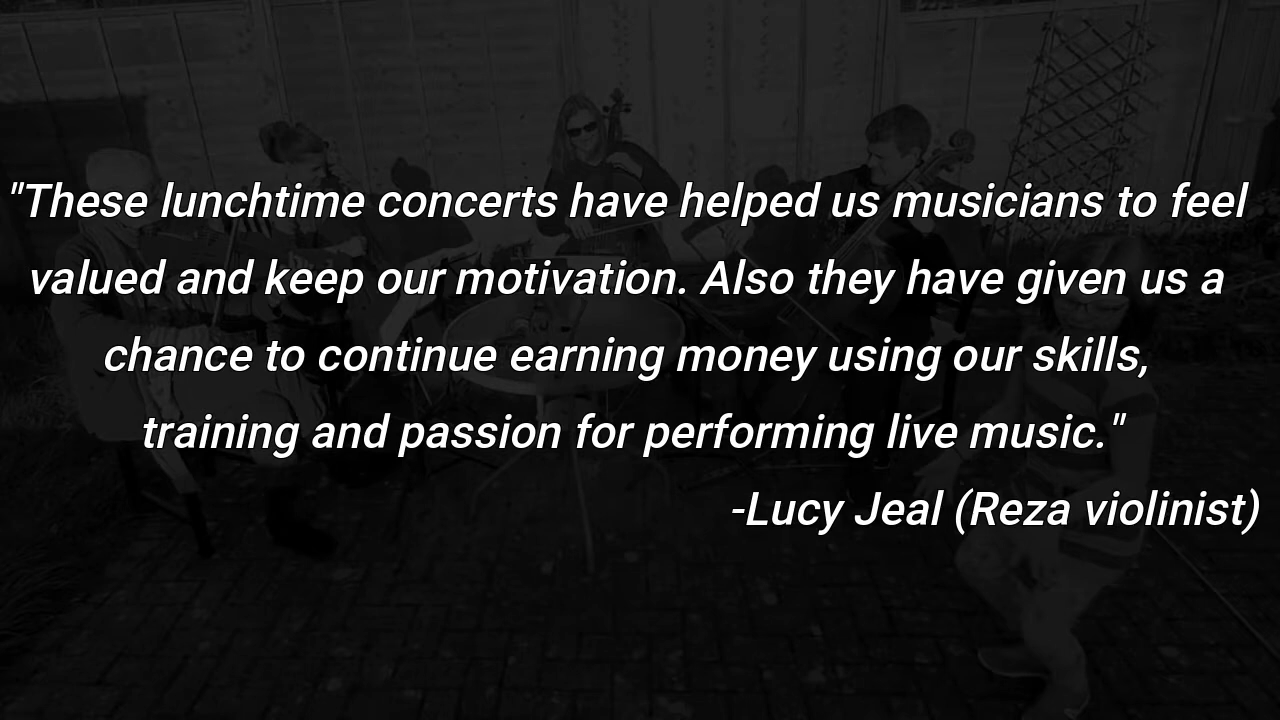 "These lunchtime concerts have helped us musicians to feel
valued and keep our motivation. Also they have given us a
chance to continue earning money using our skills,
training and passion for performing live music."
-Lucy Jeal (Reza violinist)